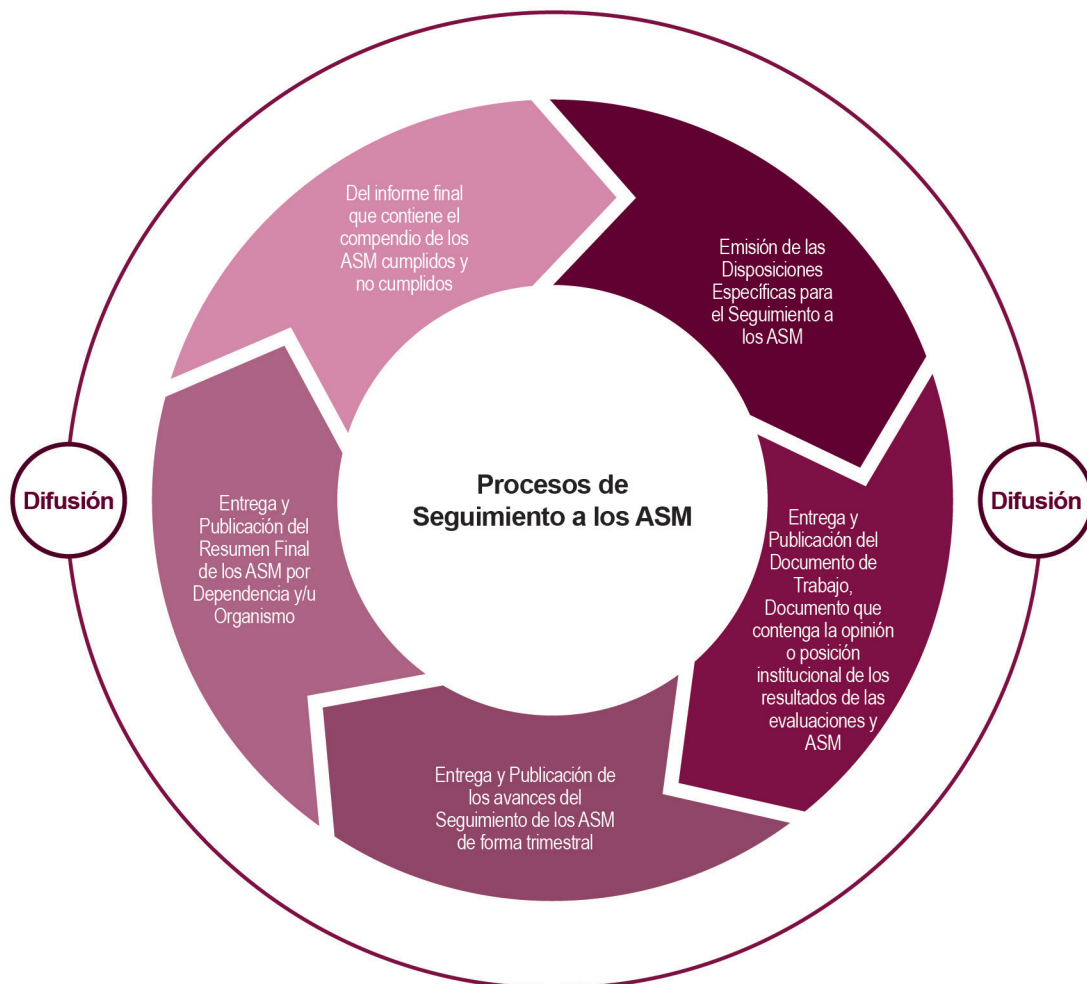 Del informe final
que contiene el
compendio de los
ASM cumplidos y
no cumplidos
Emisión de las
Disposiciones
Específicas para
el Seguimiento a
los ASM
Difusión
Entrega y
Publicación del
Resumen Final
de los ASM por
Dependencia y/u
Organismo
Procesos de
Seguimiento a los ASM
Entrega y
Publicación del
Documento de
Trabajo,
Documento que
contenga la opinión
o posición
institucional de los
resultados de las
evaluaciones y
ASM
Difusión
Entrega y Publicación de
los avances del
Seguimiento de los ASM
de forma trimestral